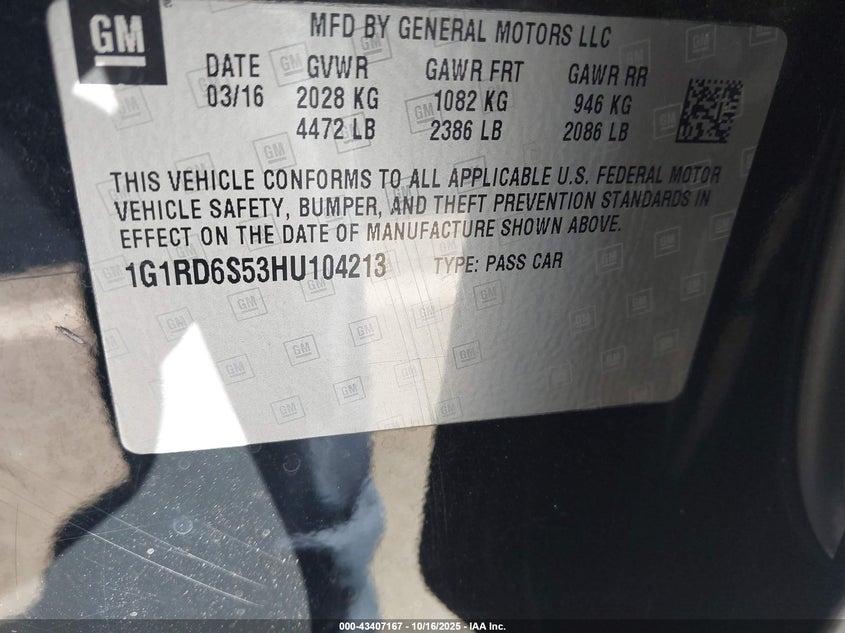 GM
MFD BY GENERAL MOTORS LLC
DATE GVWR GAWR FRT GAWR RR
03/16 2028 KG 1082 KG 946 KG
4472 LB 2386 LB 2086 LB
THIS VEHICLE CONFORMS TO ALL APPLICABLE U.S. FEDERAL MOTOR
VEHICLE SAFETY, BUMPER, AND THEFT PREVENTION STANDARDS IN
EFFECT ON THE DATE OF MANUFACTURE SHOWN ABOVE.
1G1RD6S53HU104213 TYPE: PASS CAR
000-43407167 - 10/16/2025 - IAA Inc.